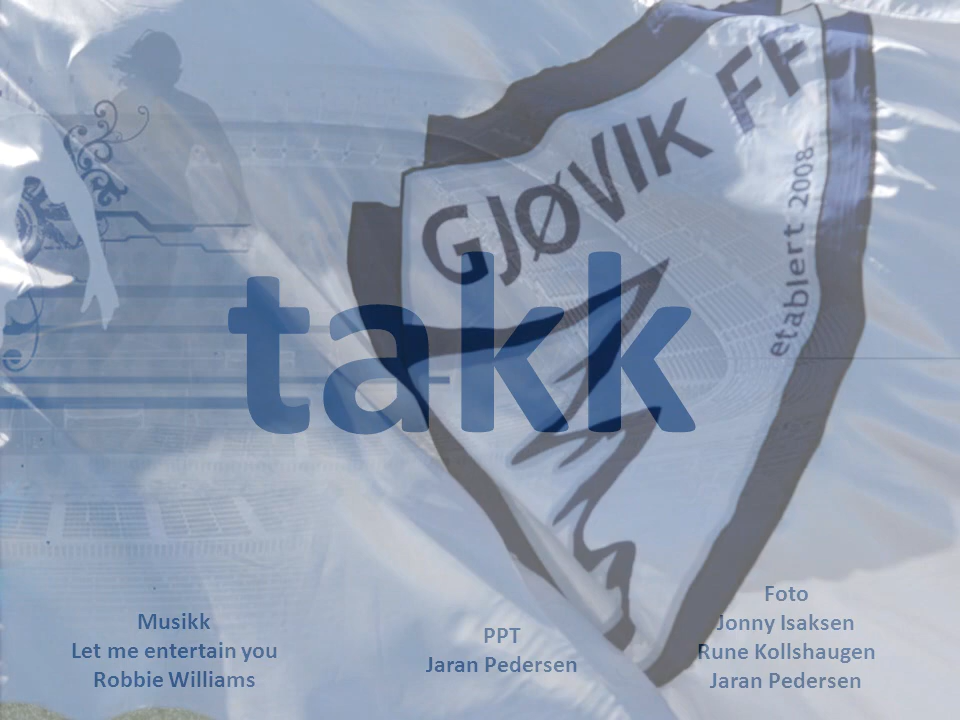 GJØVIK FF
etablert 2008
takk
Musikk
Let me entertain you
Robbie Williams
PPT
Jaran Pedersen
Foto
Jonny Isaksen
Rune Kollshaugen
Jaran Pedersen